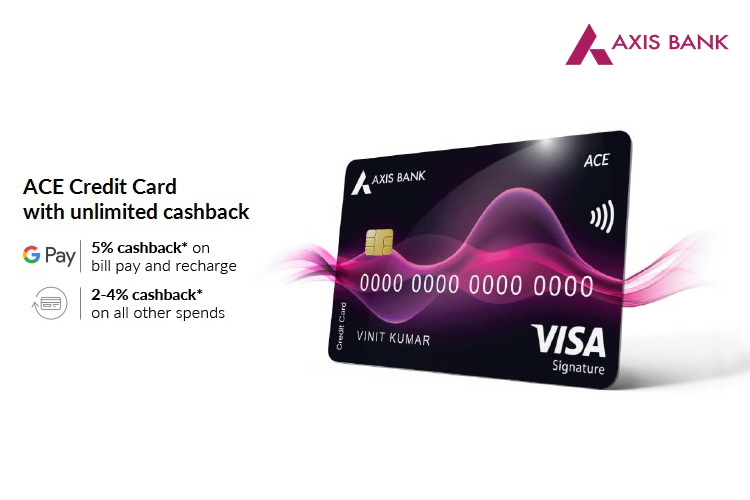 AXIS BANK
ACE Credit Card
with unlimited cashback
G Pay
5% cashback* on
bill pay and recharge
2-4% cashback*
on all other spends
AXIS BANK
ACE
0000 0000 0000 0000
Credit Card
VINIT KUMAR
VISA
Signature